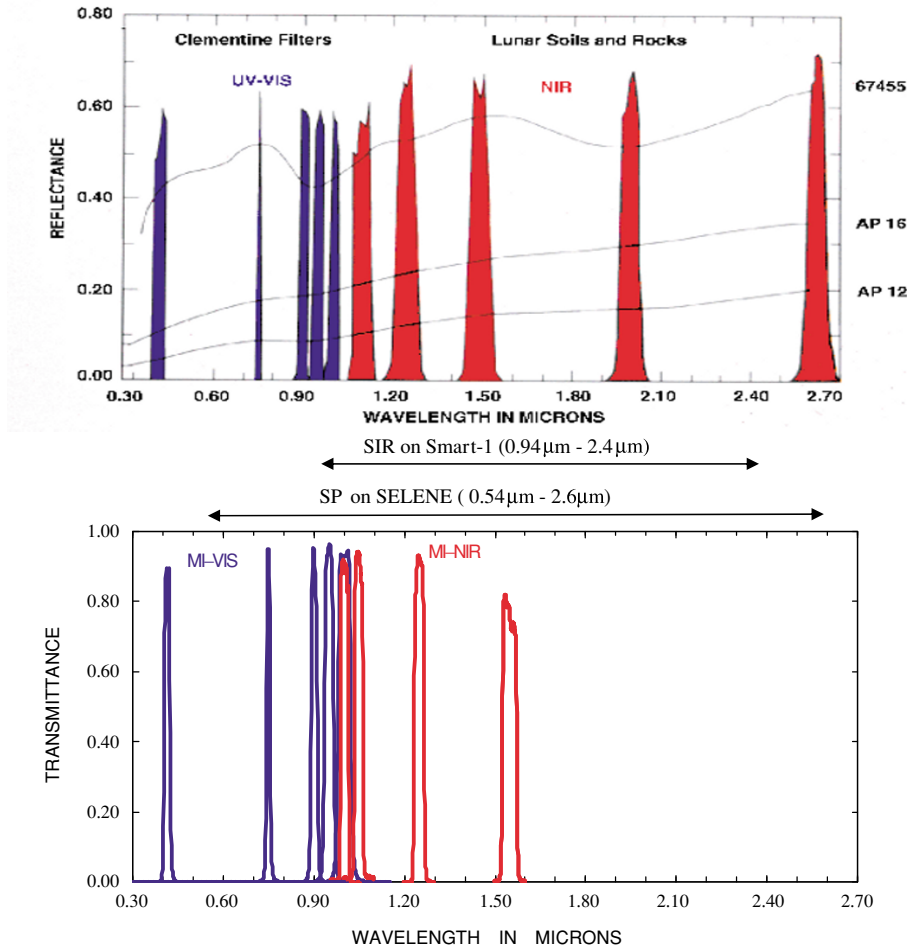 Clementine Filters
Lunar Soils and Rocks
0.80
UV-VIS
NIR
67455
0.60
REFLECTANCE
0.40
AP 16
0.20
AP 12
0.00
0.30 0.60 0.90 1.20 1.50 1.80 2.10 2.40 2.70
WAVELENGTH IN MICRONS
SIR on Smart-1 (0.94μm - 2.4μm)
SP on SELENE ( 0.54μm - 2.6μm)
1.00
MI–VIS
MI–NIR
0.80
TRANSMITTANCE
0.60
0.40
0.20
0.00
0.30 0.60 0.90 1.20 1.50 1.80 2.10 2.40 2.70
WAVELENGTH IN MICRONS